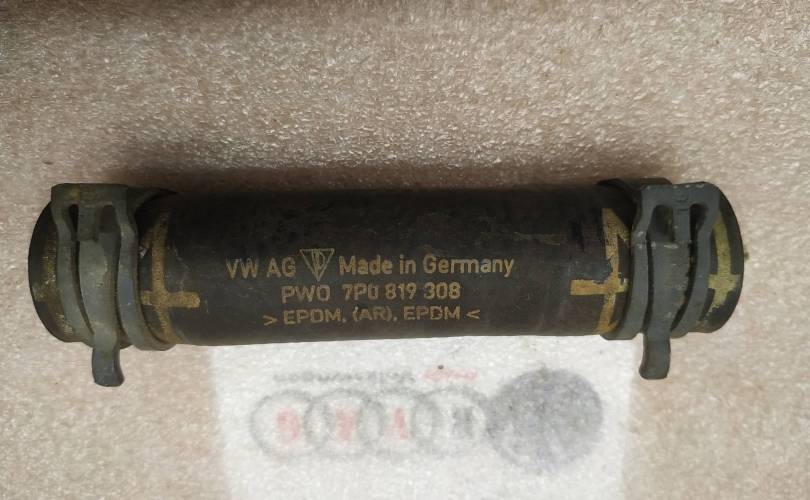 VW AG Made in Germany
PWO 7P0 819 308
> EPDM, (AR), EPDM <